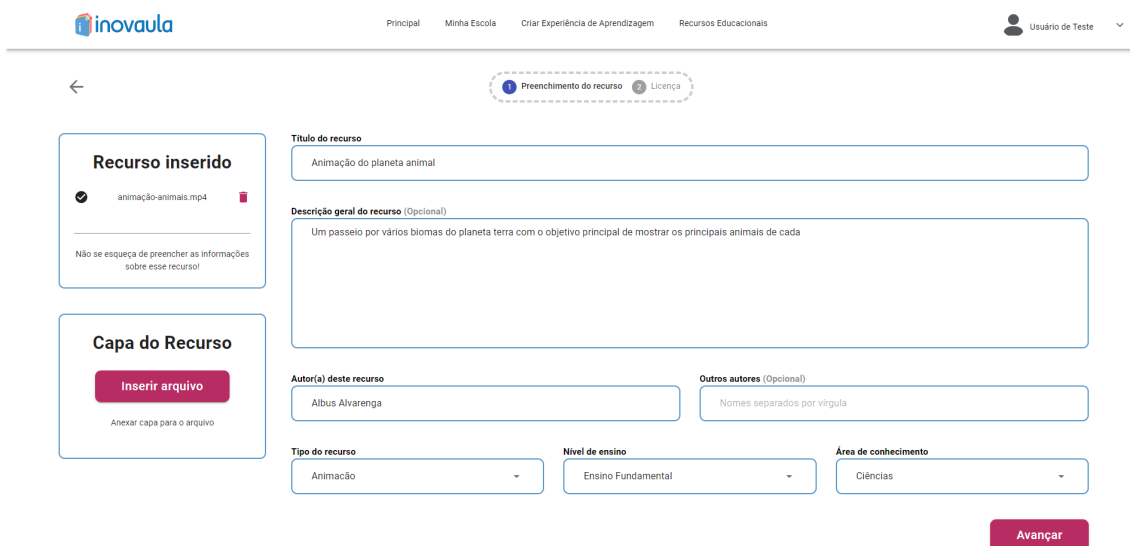 inovaula
Principal Minha Escola Criar Experiência de Aprendizagem Recursos Educacionais Usuário de Teste
1 Preenchimento do recurso 2 Licença
Recurso inserido
animação-animais.mp4
Não se esqueça de preencher as informações
sobre esse recurso!
Capa do Recurso
Inserir arquivo
Anexar capa para o arquivo
Título do recurso
Animação do planeta animal
Descrição geral do recurso (Opcional)
Um passeio por vários biomas do planeta terra com o objetivo principal de mostrar os principais animais de cada
Autor(a) deste recurso Outros autores (Opcional)
Albus Alvarenga Nomes separados por vírgula
Tipo do recurso Nível de ensino Área de conhecimento
Animacão Ensino Fundamental Ciências
Avançar